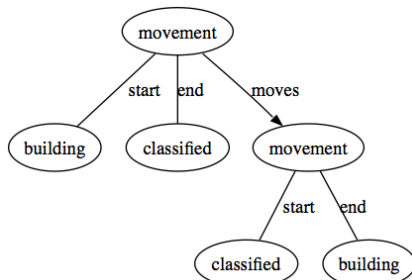 movement
start end moves
building classified movement
start end
classified building